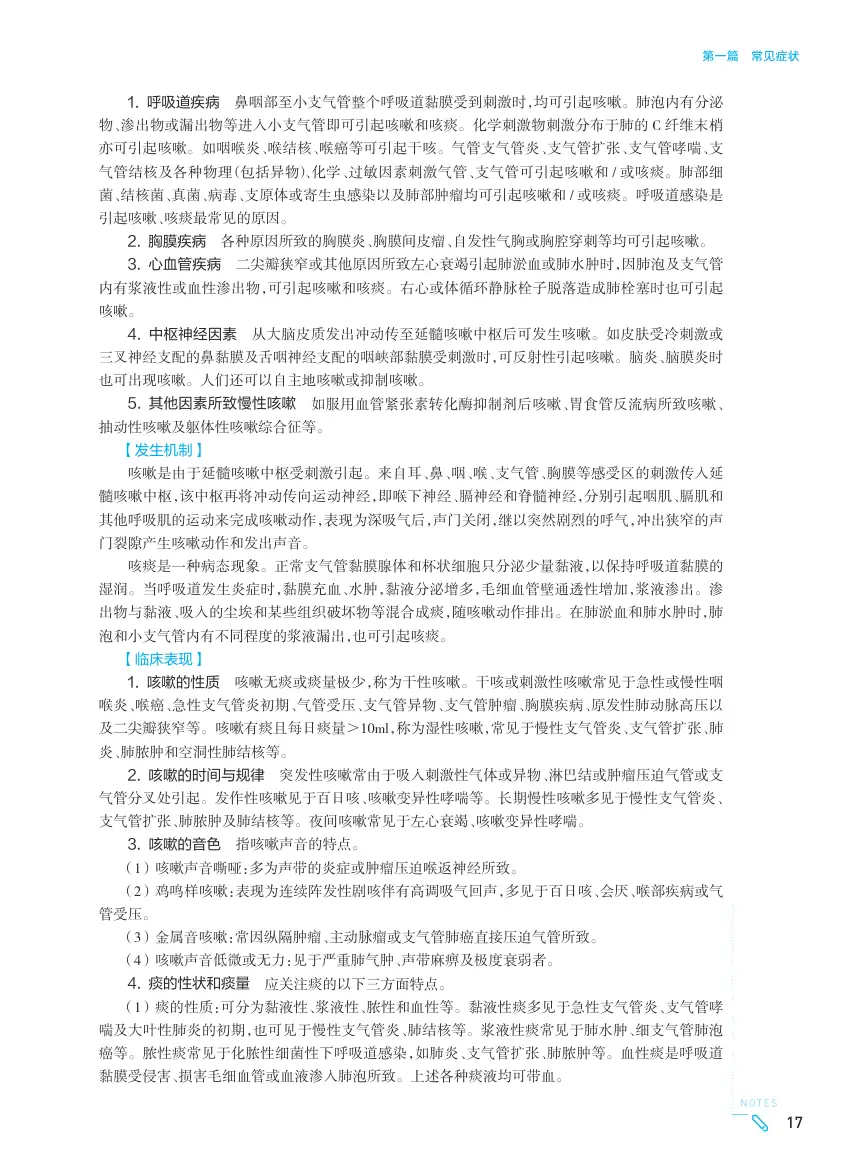 第一篇 常见症状
1. 呼吸道疾病 鼻咽部至小支气管整个呼吸道黏膜受到刺激时,均可引起咳嗽。肺泡内有分泌
物、渗出物或漏出物等进入小支气管即可引起咳嗽和咳痰。化学刺激物刺激分布于肺的 C 纤维末梢
亦可引起咳嗽。如咽喉炎、喉结核、喉癌等可引起干咳。气管支气管炎、支气管扩张、支气管哮喘、支
气管结核及各种物理(包括异物)、化学、过敏因素刺激气管、支气管可引起咳嗽和 / 或咳痰。肺部细
菌、结核菌、真菌、病毒、支原体或寄生虫感染以及肺部肿瘤均可引起咳嗽和 / 或咳痰。呼吸道感染是
引起咳嗽、咳痰最常见的原因。
2. 胸膜疾病 各种原因所致的胸膜炎、胸膜间皮瘤、自发性气胸或胸腔穿刺等均可引起咳嗽。
3. 心血管疾病 二尖瓣狭窄或其他原因所致左心衰竭引起肺淤血或肺水肿时,因肺泡及支气管
内有浆液性或血性渗出物,可引起咳嗽和咳痰。右心或体循环静脉栓子脱落造成肺栓塞时也可引起
咳嗽。
4. 中枢神经因素 从大脑皮质发出冲动传至延髓咳嗽中枢后可发生咳嗽。如皮肤受冷刺激或
三叉神经支配的鼻黏膜及舌咽神经支配的咽峡部黏膜受刺激时,可反射性引起咳嗽。脑炎、脑膜炎时
也可出现咳嗽。人们还可以自主地咳嗽或抑制咳嗽。
5. 其他因素所致慢性咳嗽 如服用血管紧张素转化酶抑制剂后咳嗽、胃食管反流病所致咳嗽、
抽动性咳嗽及躯体性咳嗽综合征等。
【发生机制】
咳嗽是由于延髓咳嗽中枢受刺激引起。来自耳、鼻、咽、喉、支气管、胸膜等感受区的刺激传入延
髓咳嗽中枢,该中枢再将冲动传向运动神经,即喉下神经、膈神经和脊髓神经,分别引起咽肌、膈肌和
其他呼吸肌的运动来完成咳嗽动作,表现为深吸气后,声门关闭,继以突然剧烈的呼气,冲出狭窄的声
门裂隙产生咳嗽动作和发出声音。
咳痰是一种病态现象。正常支气管黏膜腺体和杯状细胞只分泌少量黏液,以保持呼吸道黏膜的
湿润。当呼吸道发生炎症时,黏膜充血、水肿,黏液分泌增多,毛细血管壁通透性增加,浆液渗出。渗
出物与黏液、吸入的尘埃和某些组织破坏物等混合成痰,随咳嗽动作排出。在肺淤血和肺水肿时,肺
泡和小支气管内有不同程度的浆液漏出,也可引起咳痰。
【临床表现】
1. 咳嗽的性质 咳嗽无痰或痰量极少,称为干性咳嗽。干咳或刺激性咳嗽常见于急性或慢性咽
喉炎、喉癌、急性支气管炎初期、气管受压、支气管异物、支气管肿瘤、胸膜疾病、原发性肺动脉高压以
及二尖瓣狭窄等。咳嗽有痰且每日痰量>10ml,称为湿性咳嗽,常见于慢性支气管炎、支气管扩张、肺
炎、肺脓肿和空洞性肺结核等。
2. 咳嗽的时间与规律 突发性咳嗽常由于吸入刺激性气体或异物、淋巴结或肿瘤压迫气管或支
气管分叉处引起。发作性咳嗽见于百日咳、咳嗽变异性哮喘等。长期慢性咳嗽多见于慢性支气管炎、
支气管扩张、肺脓肿及肺结核等。夜间咳嗽常见于左心衰竭、咳嗽变异性哮喘。
3. 咳嗽的音色 指咳嗽声音的特点。
(1)咳嗽声音嘶哑:多为声带的炎症或肿瘤压迫喉返神经所致。
(2)鸡鸣样咳嗽:表现为连续阵发性剧咳伴有高调吸气回声,多见于百日咳、会厌、喉部疾病或气
管受压。
(3)金属音咳嗽:常因纵隔肿瘤、主动脉瘤或支气管肺癌直接压迫气管所致。
(4)咳嗽声音低微或无力:见于严重肺气肿、声带麻痹及极度衰弱者。
4. 痰的性状和痰量 应关注痰的以下三方面特点。
(1)痰的性质:可分为黏液性、浆液性、脓性和血性等。黏液性痰多见于急性支气管炎、支气管哮
喘及大叶性肺炎的初期,也可见于慢性支气管炎、肺结核等。浆液性痰常见于肺水肿、细支气管肺泡
癌等。脓性痰常见于化脓性细菌性下呼吸道感染,如肺炎、支气管扩张、肺脓肿等。血性痰是呼吸道
黏膜受侵害、损害毛细血管或血液渗入肺泡所致。上述各种痰液均可带血。
NOTES
17